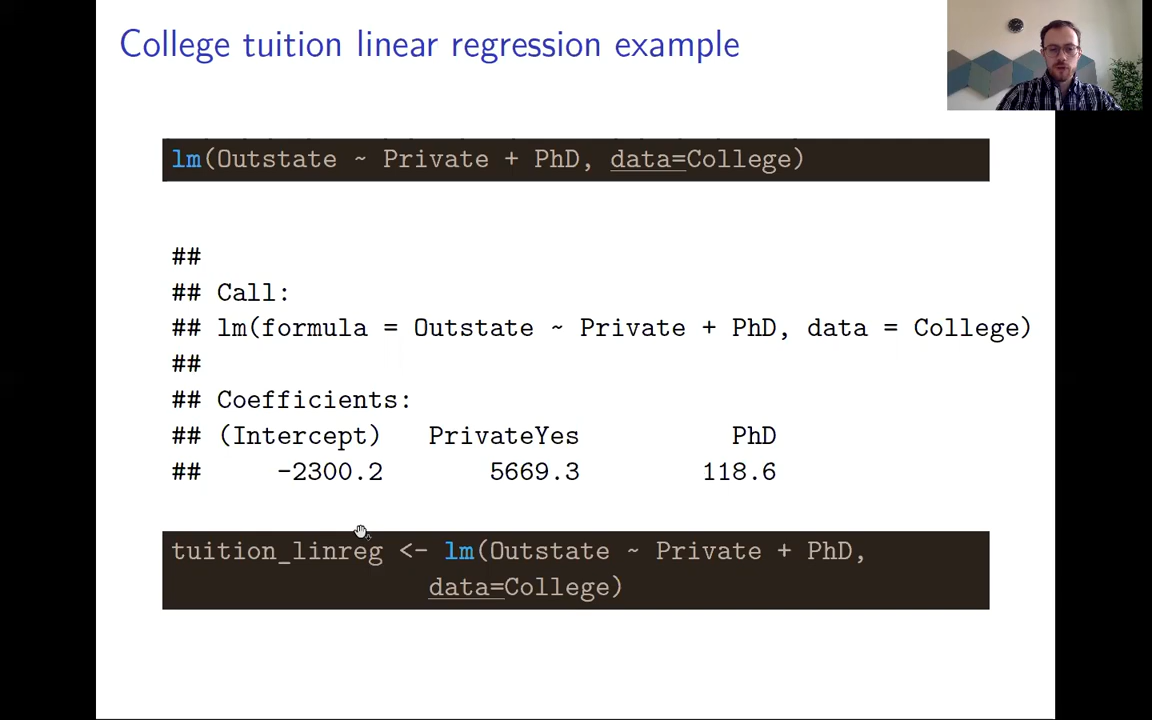 College tuition linear regression example
lm(Outstate ~ Private + PhD, data=College)
##
## Call:
## lm(formula = Outstate ~ Private + PhD, data = College)
##
## Coefficients:
## (Intercept)   PrivateYes          PhD
##     -2300.2       5669.3        118.6
tuition_linreg <- lm(Outstate ~ Private + PhD,
data=College)